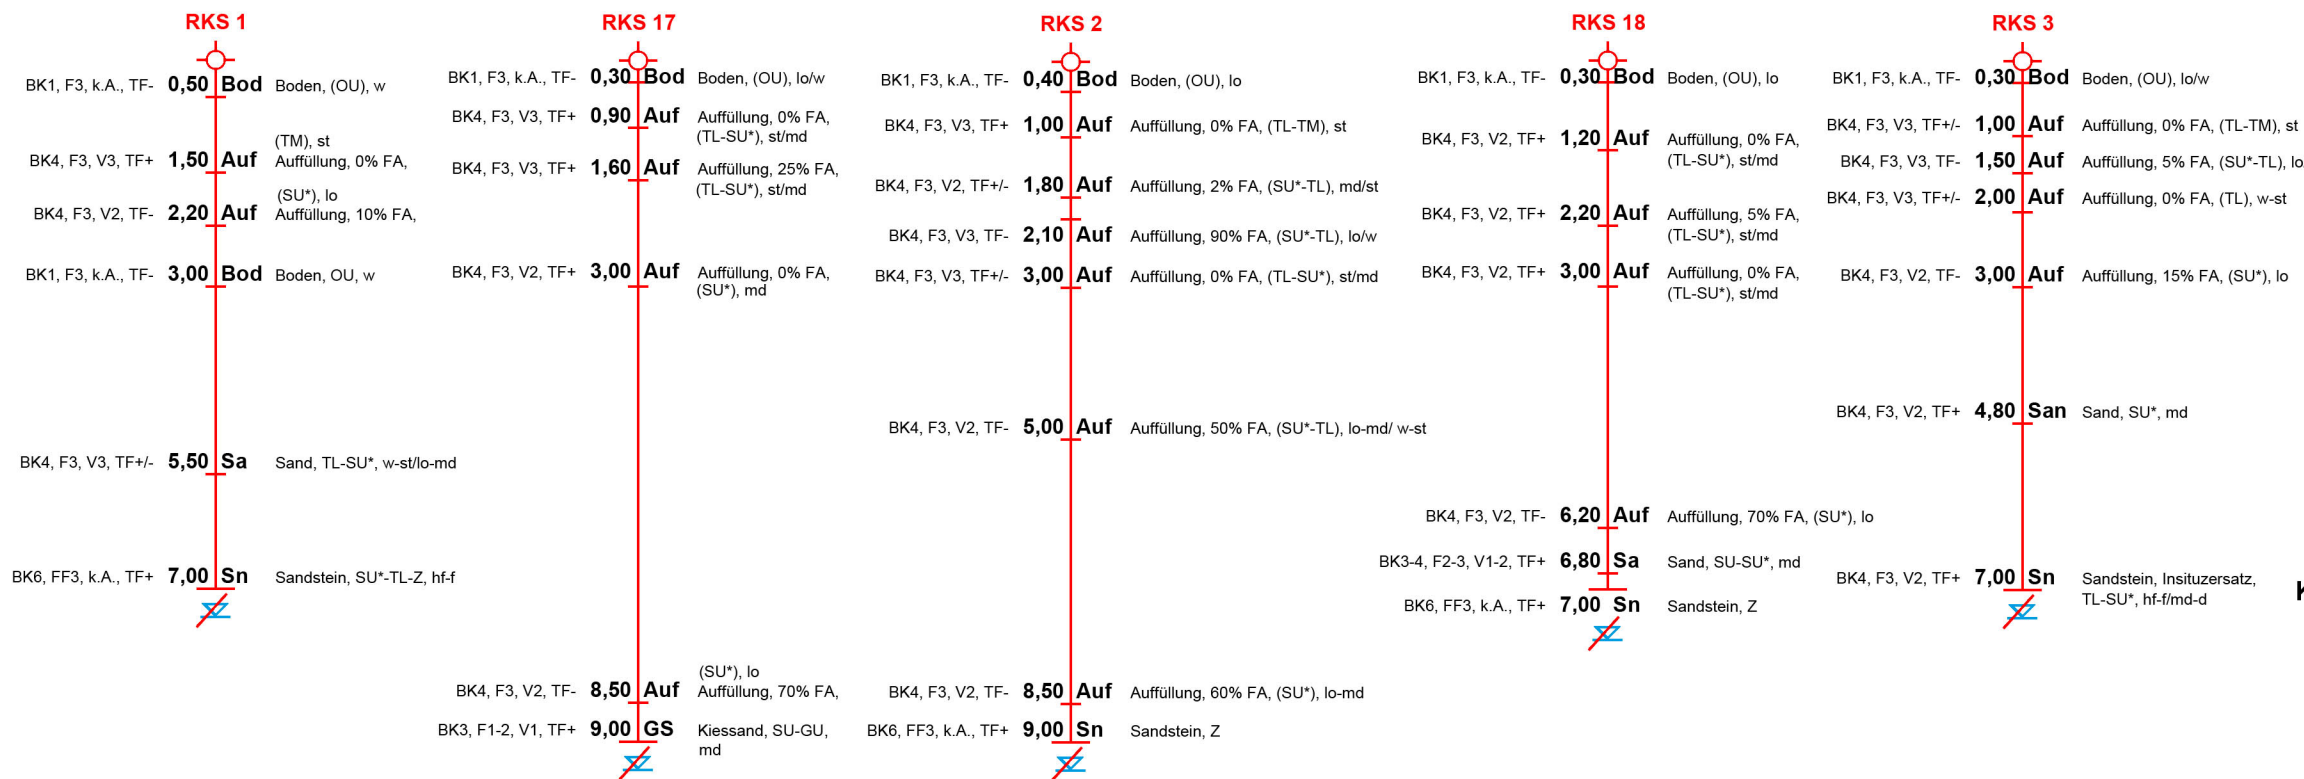 RKS 1
BK1, F3, k.A., TF- 0,50 Bod Boden, (OU), w
(TM), st
BK4, F3, V3, TF+ 1,50 Auf Auffüllung, 0% FA,
(SU*), lo
BK4, F3, V2, TF- 2,20 Auf Auffüllung, 10% FA,
BK1, F3, k.A., TF- 3,00 Bod Boden, OU, w
BK4, F3, V3, TF+/- 5,50 Sa Sand, TL-SU*, w-st/lo-md
BK6, FF3, k.A., TF+ 7,00 Sn Sandstein, SU*-TL-Z, hf-f
RKS 17
BK1, F3, k.A., TF- 0,30 Bod Boden, (OU), lo/w
BK4, F3, V3, TF+ 0,90 Auf Auffüllung, 0% FA,
(TL-SU*), st/md
BK4, F3, V3, TF+ 1,60 Auf Auffüllung, 25% FA,
(TL-SU*), st/md
BK4, F3, V2, TF+ 3,00 Auf Auffüllung, 0% FA,
(SU*), md
(SU*), lo
BK4, F3, V2, TF- 8,50 Auf Auffüllung, 70% FA,
BK3, F1-2, V1, TF+ 9,00 GS Kiessand, SU-GU,
md
RKS 2
BK1, F3, k.A., TF- 0,40 Bod Boden, (OU), lo
BK4, F3, V3, TF+ 1,00 Auf Auffüllung, 0% FA, (TL-TM), st
BK4, F3, V2, TF+/- 1,80 Auf Auffüllung, 2% FA, (SU*-TL), md/st
BK4, F3, V3, TF- 2,10 Auf Auffüllung, 90% FA, (SU*-TL), lo/w
BK4, F3, V3, TF+/- 3,00 Auf Auffüllung, 0% FA, (TL-SU*), st/md
BK4, F3, V2, TF- 5,00 Auf Auffüllung, 50% FA, (SU*-TL), lo-md/ w-st
BK4, F3, V2, TF- 8,50 Auf Auffüllung, 60% FA, (SU*), lo-md
BK6, FF3, k.A., TF+ 9,00 Sn Sandstein, Z
RKS 18
BK1, F3, k.A., TF- 0,30 Bod Boden, (OU), lo
BK4, F3, V2, TF+ 1,20 Auf Auffüllung, 0% FA,
(TL-SU*), st/md
BK4, F3, V2, TF+ 2,20 Auf Auffüllung, 5% FA,
(TL-SU*), st/md
BK4, F3, V2, TF+ 3,00 Auf Auffüllung, 0% FA,
(TL-SU*), st/md
BK4, F3, V2, TF- 6,20 Auf Auffüllung, 70% FA, (SU*), lo
BK3-4, F2-3, V1-2, TF+ 6,80 Sa Sand, SU-SU*, md
BK6, FF3, k.A., TF+ 7,00 Sn Sandstein, Z
RKS 3
BK1, F3, k.A., TF- 0,30 Bod Boden, (OU), lo/w
BK4, F3, V3, TF+/- 1,00 Auf Auffüllung, 0% FA, (TL-TM), st
BK4, F3, V3, TF- 1,50 Auf Auffüllung, 5% FA, (SU*-TL), lo
BK4, F3, V3, TF+/- 2,00 Auf Auffüllung, 0% FA, (TL), w-st
BK4, F3, V2, TF- 3,00 Auf Auffüllung, 15% FA, (SU*), lo
BK4, F3, V2, TF+ 4,80 San Sand, SU*, md
BK4, F3, V2, TF+ 7,00 Sn Sandstein, Insituzersatz,
TL-SU*, hf-f/md-d